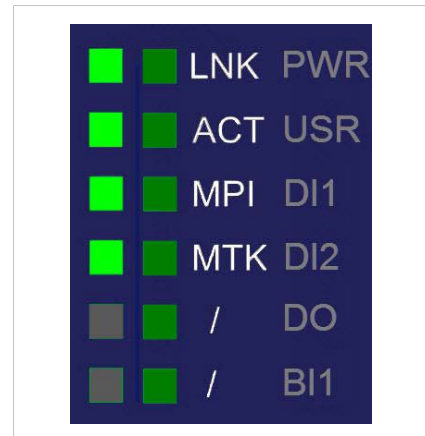 LNK PWR
ACT USR
MPI DI1
MTK DI2
/ DO
/ BI1